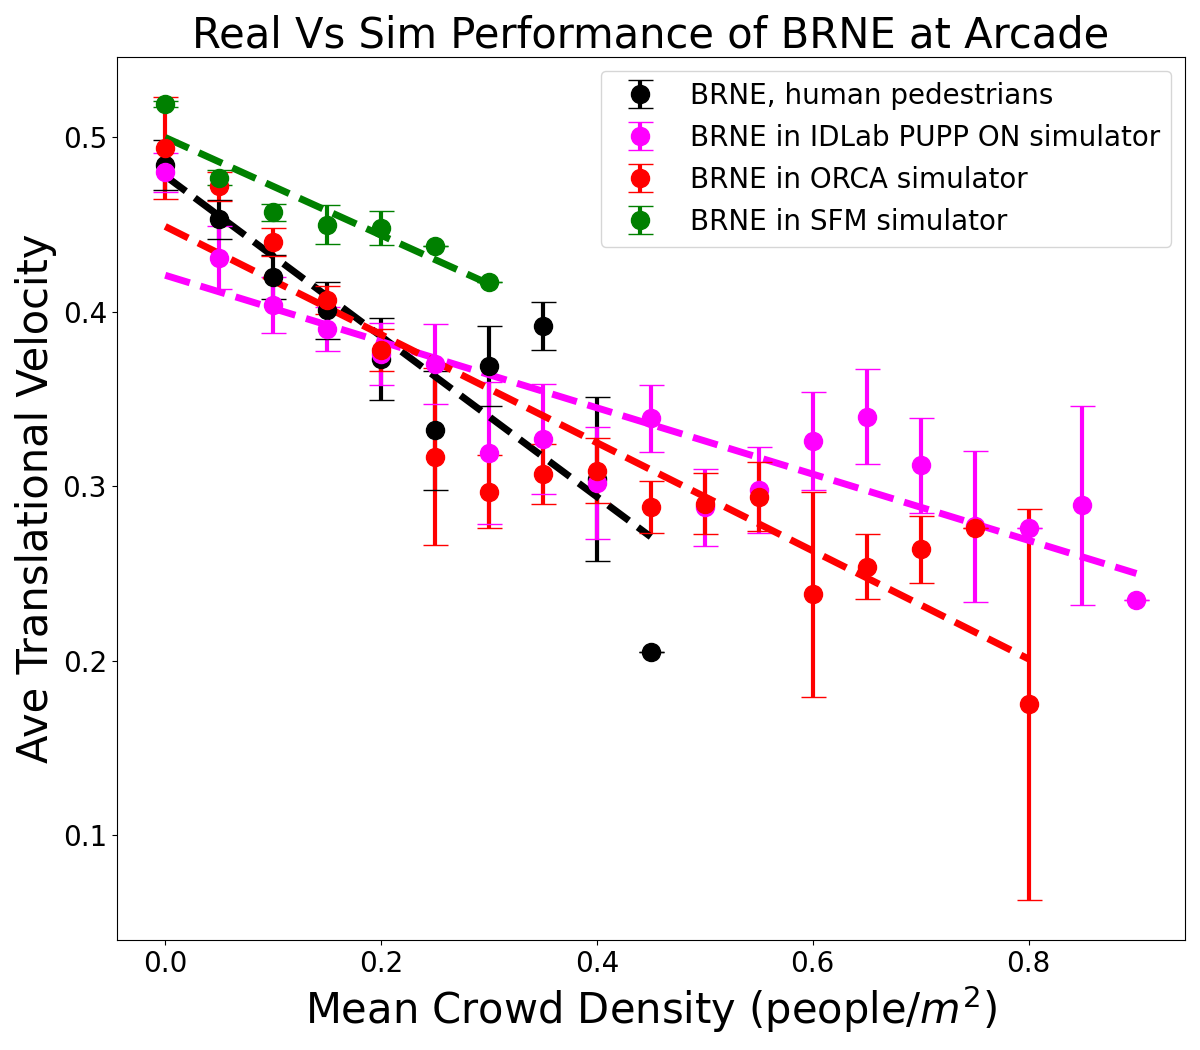 Real Vs Sim Performance of BRNE at Arcade
BRNE, human pedestrians
BRNE in IDLab PUPP ON simulator
BRNE in ORCA simulator
BRNE in SFM simulator
Ave Translational Velocity
0.5
0.4
0.3
0.2
0.1
0.0 0.2 0.4 0.6 0.8
Mean Crowd Density (people/m²)